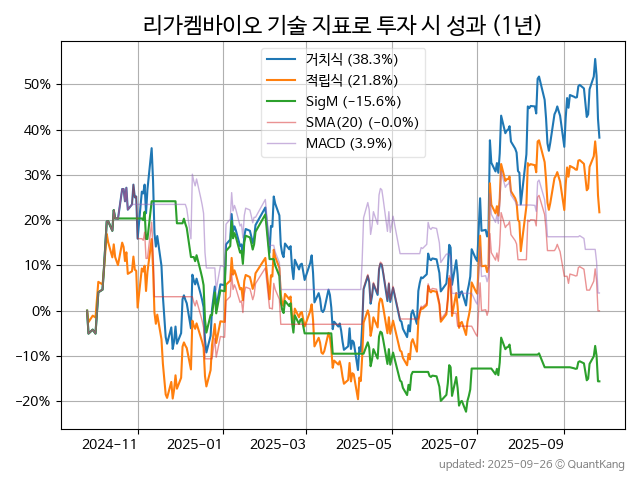 리가켐바이오 기술 지표로 투자 시 성과 (1년)
거치식 (38.3%)
적립식 (21.8%)
SigM (−15.6%)
SMA(20) (−0.0%)
MACD (3.9%)
50%
40%
30%
20%
10%
0%
−10%
−20%
2024-11 2025-01 2025-03 2025-05 2025-07 2025-09
updated: 2025-09-26 © QuantKang